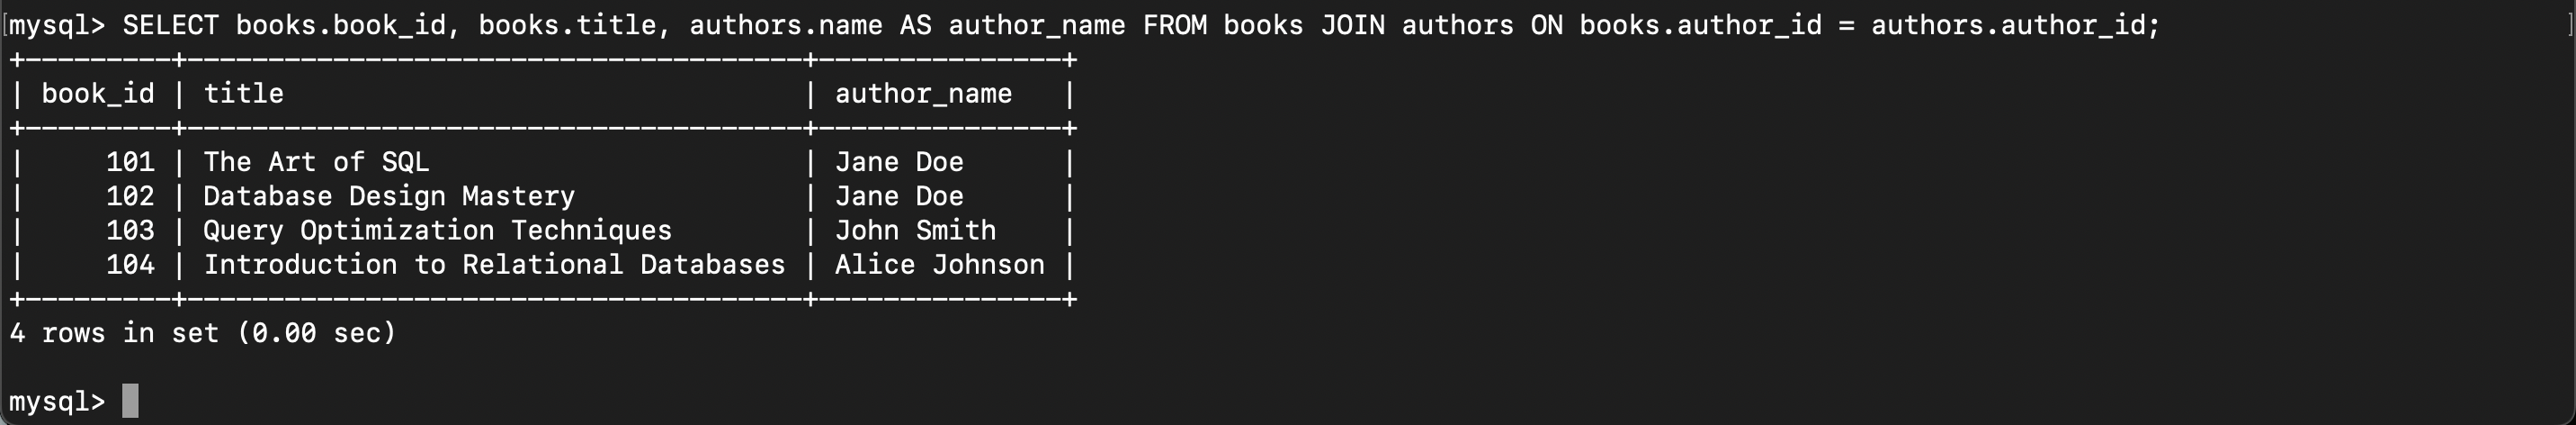 mysql> SELECT books.book_id, books.title, authors.name AS author_name FROM books JOIN authors ON books.author_id = authors.author_id;
+---------+--------------------------------------+---------------+
| book_id | title                                | author_name   |
+---------+--------------------------------------+---------------+
|     101 | The Art of SQL                       | Jane Doe      |
|     102 | Database Design Mastery              | Jane Doe      |
|     103 | Query Optimization Techniques        | John Smith    |
|     104 | Introduction to Relational Databases | Alice Johnson |
+---------+--------------------------------------+---------------+
4 rows in set (0.00 sec)
mysql>